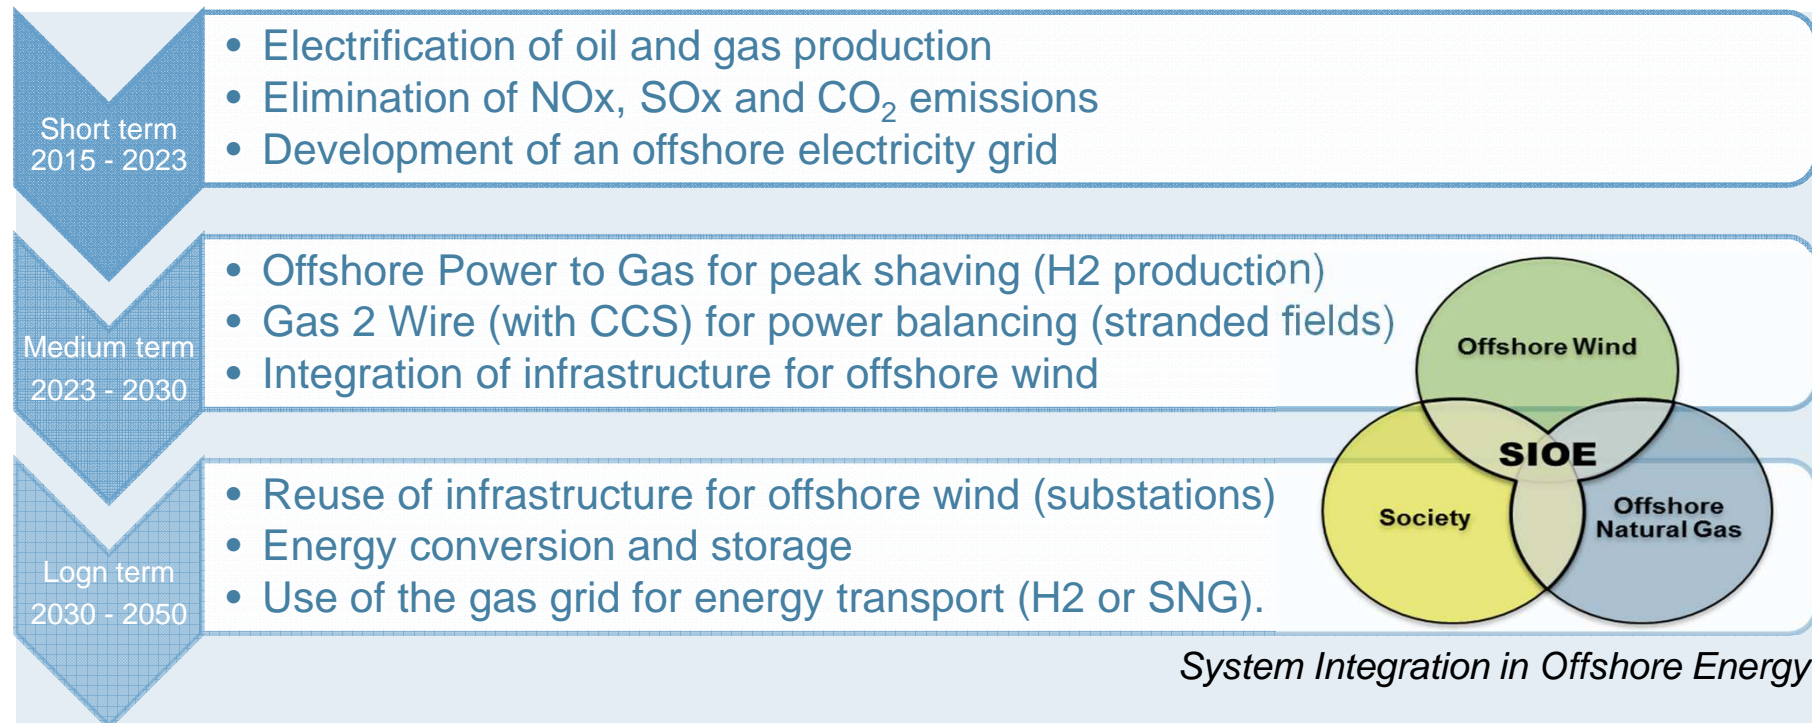 Short term
2015 - 2023
• Electrification of oil and gas production
• Elimination of NOx, SOx and CO₂ emissions
• Development of an offshore electricity grid
Medium term
2023 - 2030
• Offshore Power to Gas for peak shaving (H2 production)
• Gas 2 Wire (with CCS) for power balancing (stranded fields)
• Integration of infrastructure for offshore wind
Logn term
2030 - 2050
• Reuse of infrastructure for offshore wind (substations)
• Energy conversion and storage
• Use of the gas grid for energy transport (H2 or SNG).
Offshore Wind
SIOE
Society
Offshore
Natural Gas
System Integration in Offshore Energy